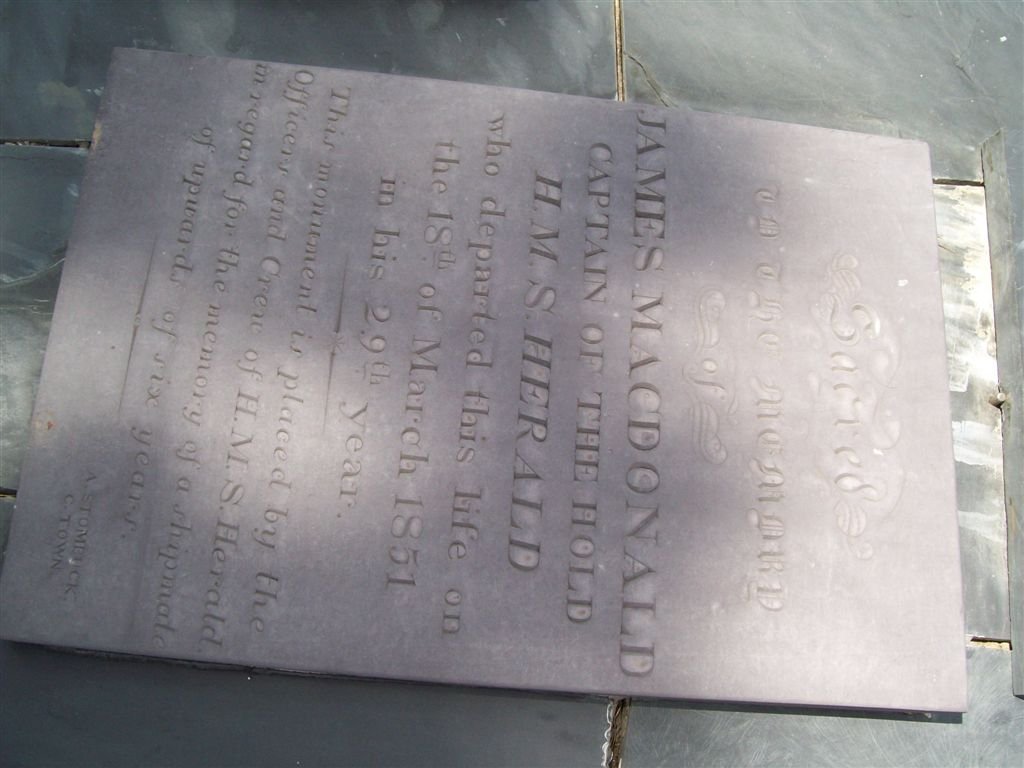 Sacred
TO THE MEMORY
of
JAMES MACDONALD
CAPTAIN OF THE HOLD
H.M.S. HERALD
who departed this life on
the 18th of March 1851
in his 29th year.
This monument is placed by the
Officers and Crew of H.M.S. Herald
in regard for the memory of a shipmate
of upwards of six years.
C. TOWN.